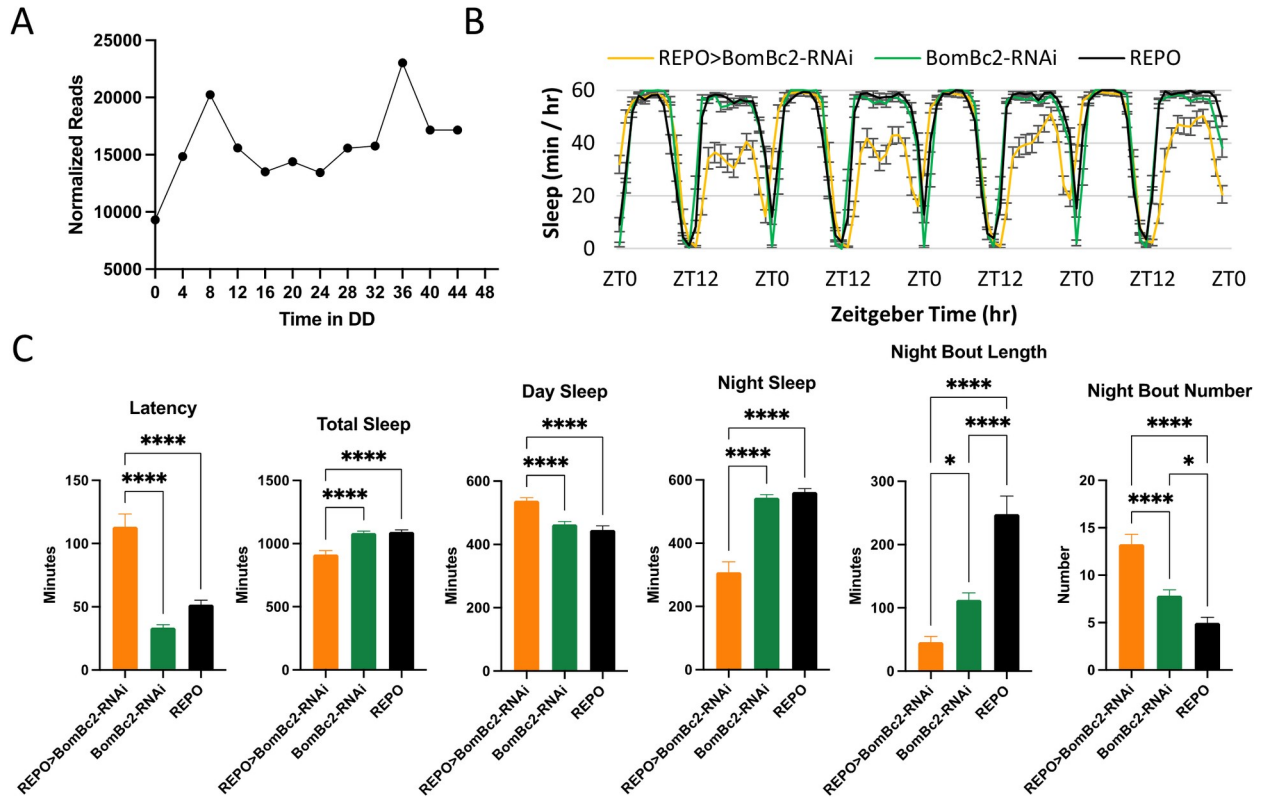 A
Normalized Reads
25000
20000
15000
10000
5000
0 4 8 12 16 20 24 28 32 36 40 44 48
Time in DD
B
REPO>BomBc2-RNAi BomBc2-RNAi REPO
Sleep (min / hr)
60
40
20
0
ZT0 ZT12 ZT0 ZT12 ZT0 ZT12 ZT0 ZT12 ZT0
Zeitgeber Time (hr)
C
Latency
****
****
Minutes
150
100
50
0
REPO>BomBc2-RNAi
BomBc2-RNAi
REPO
Total Sleep
****
****
Minutes
1500
1000
500
0
REPO>BomBc2-RNAi
BomBc2-RNAi
REPO
Day Sleep
****
****
Minutes
600
400
200
0
REPO>BomBc2-RNAi
BomBc2-RNAi
REPO
Night Sleep
****
****
Minutes
600
400
200
0
REPO>BomBc2-RNAi
BomBc2-RNAi
REPO
Night Bout Length
****
****
*
Minutes
300
200
100
0
REPO>BomBc2-RNAi
BomBc2-RNAi
REPO
Night Bout Number
****
*
****
Number
20
15
10
5
0
REPO>BomBc2-RNAi
BomBc2-RNAi
REPO